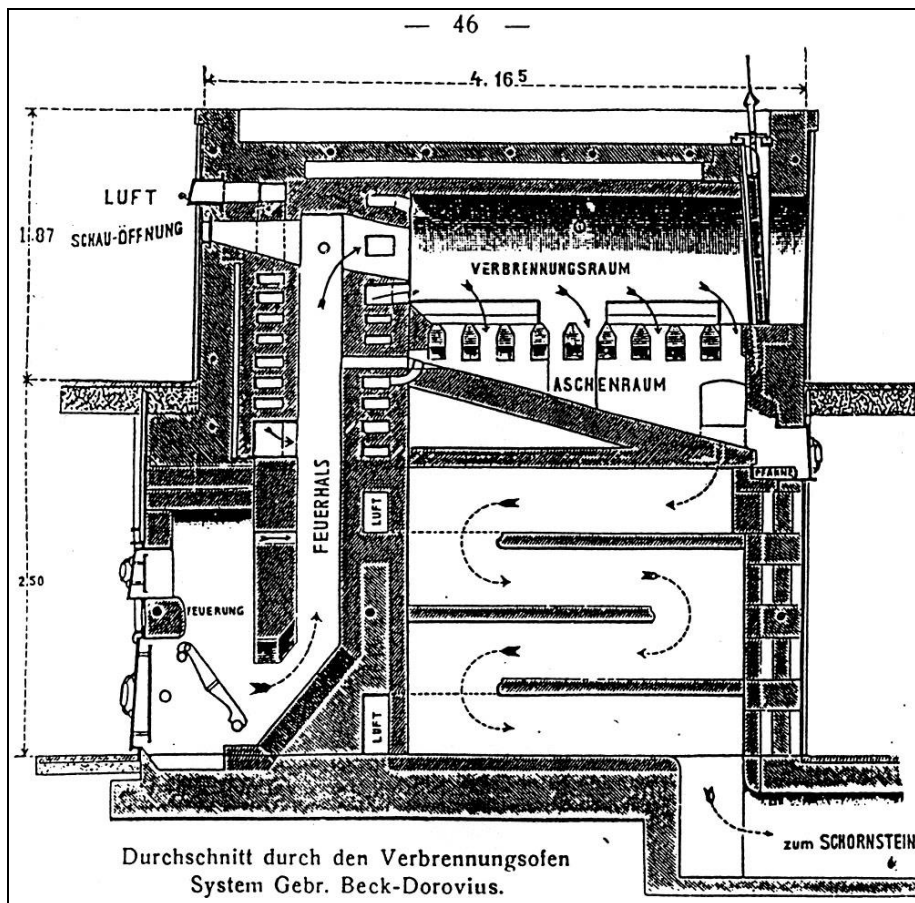 — 46 —
4. 16.5
LUFT
1.87
SCHAU-ÖFFNUNG
VERBRENNUNGSRAUM
ASCHENRAUM
PFANNE
FEUERHALS
LUFT
2.50
FEUERUNG
LUFT
zum SCHORNSTEIN
Durchschnitt durch den Verbrennungsofen
System Gebr. Beck-Dorovius.